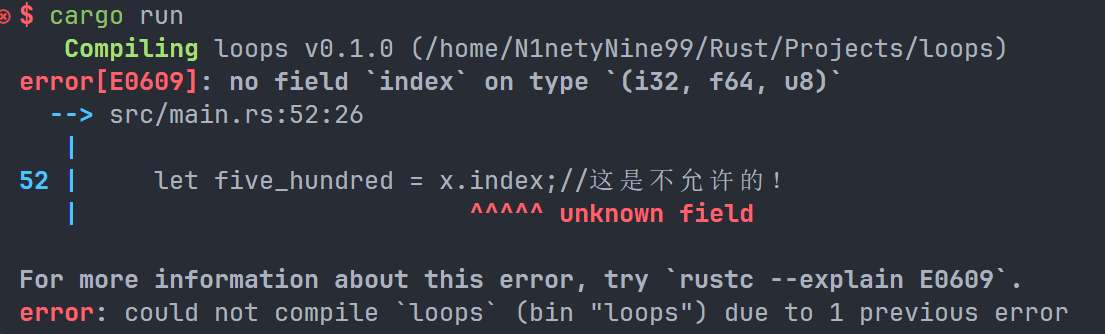 $ cargo run
Compiling loops v0.1.0 (/home/N1netyNine99/Rust/Projects/loops)
error[E0609]: no field `index` on type `(i32, f64, u8)`
--> src/main.rs:52:26
|
52 | let five_hundred = x.index;//这是不允许的!
| ^^^^^ unknown field
For more information about this error, try `rustc --explain E0609`.
error: could not compile `loops` (bin "loops") due to 1 previous error